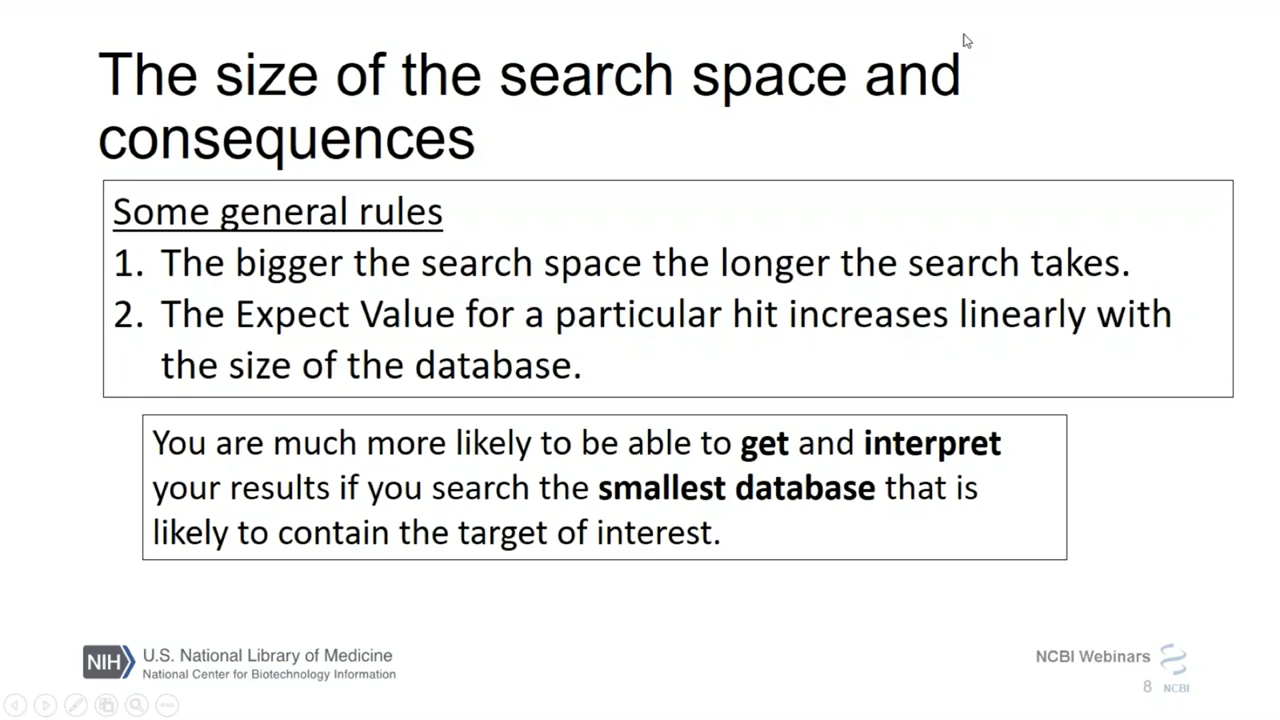 The size of the search space and
consequences
Some general rules
1. The bigger the search space the longer the search takes.
2. The Expect Value for a particular hit increases linearly with
the size of the database.
You are much more likely to be able to get and interpret
your results if you search the smallest database that is
likely to contain the target of interest.
NIH
U.S. National Library of Medicine
National Center for Biotechnology Information
NCBI Webinars
8
NCBI